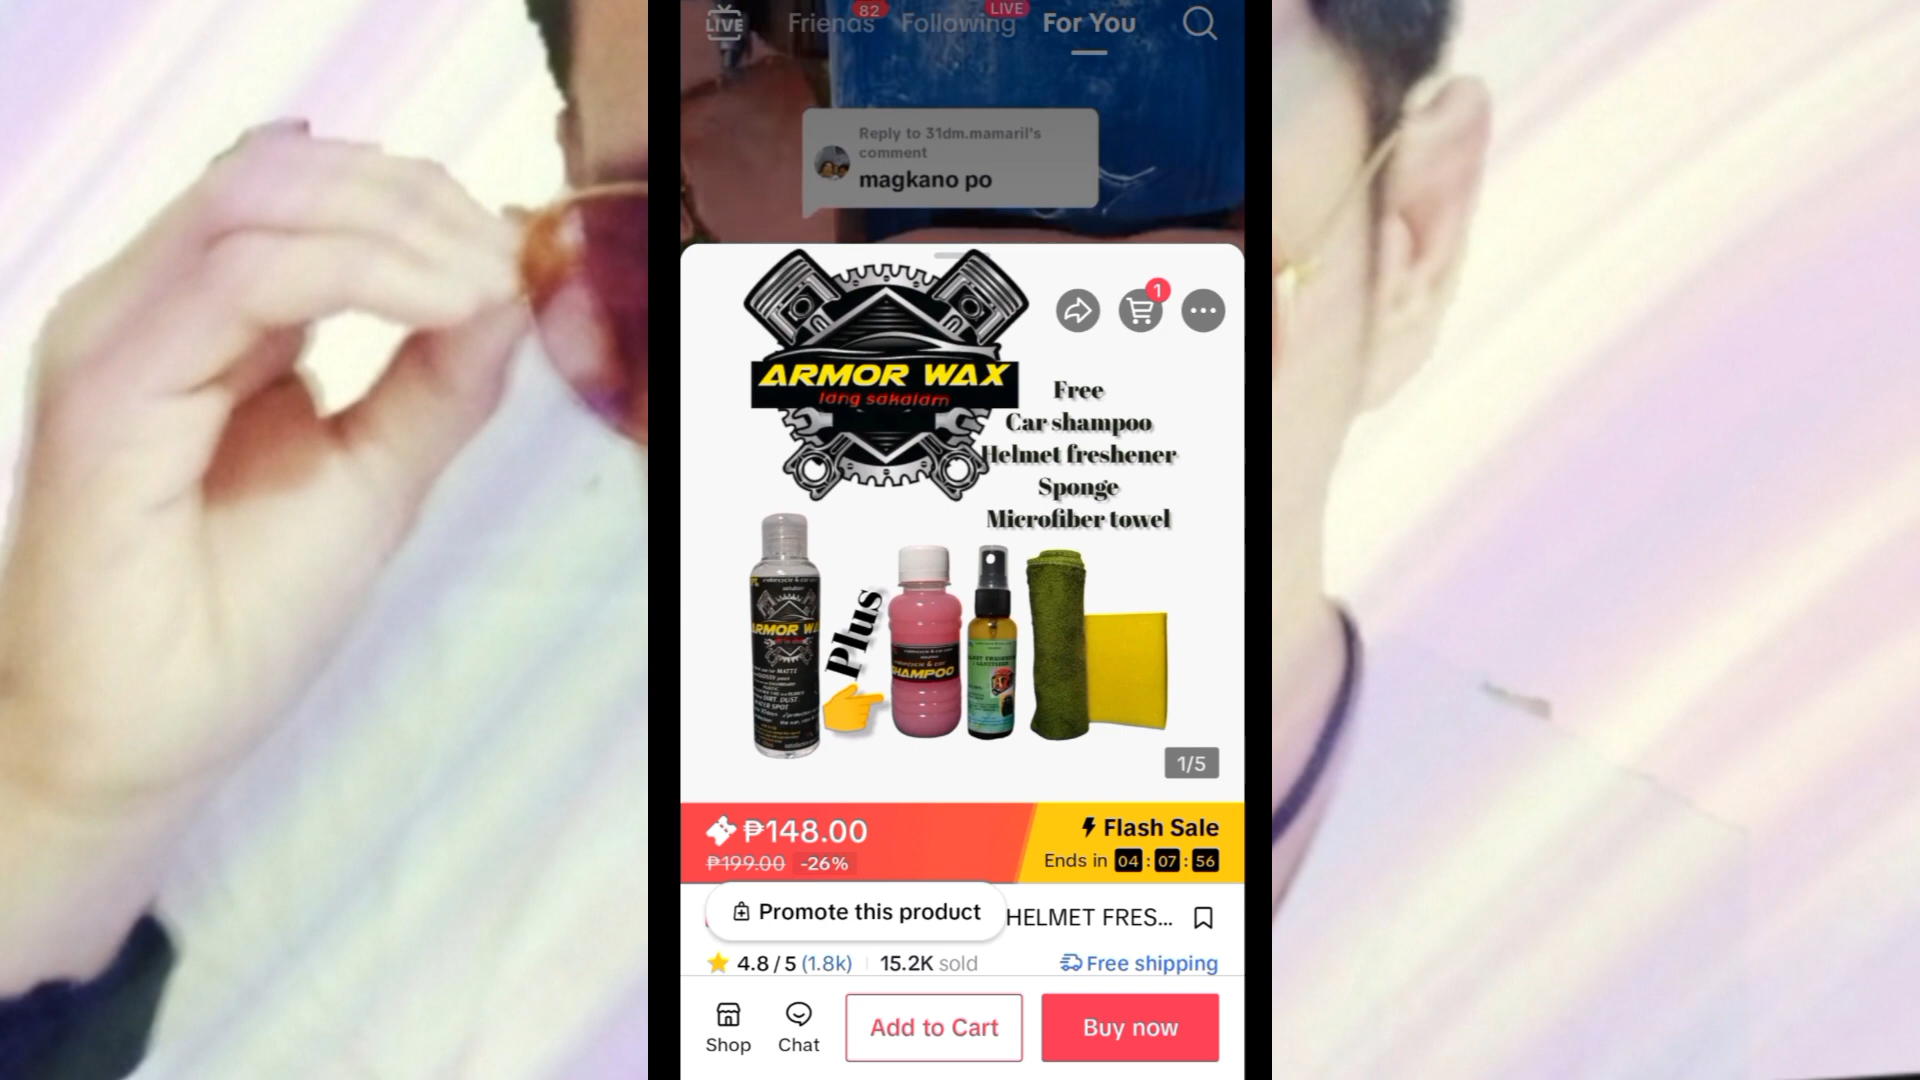 LIVE
Friends 82
Following LIVE
For You
Reply to 31dm.mamaril's
comment
magkano po
1
ARMOR WAX
lang sakalam
Free
Car shampoo
Helmet freshener
Sponge
Microfiber towel
Plus
ARMOR WA
SHAMPOO
1/5
₱148.00
₱199.00 -26%
Flash Sale
Ends in 04 : 07 : 56
Promote this product
HELMET FRES...
4.8 / 5 (1.8k) 15.2K sold
Free shipping
Shop
Chat
Add to Cart
Buy now